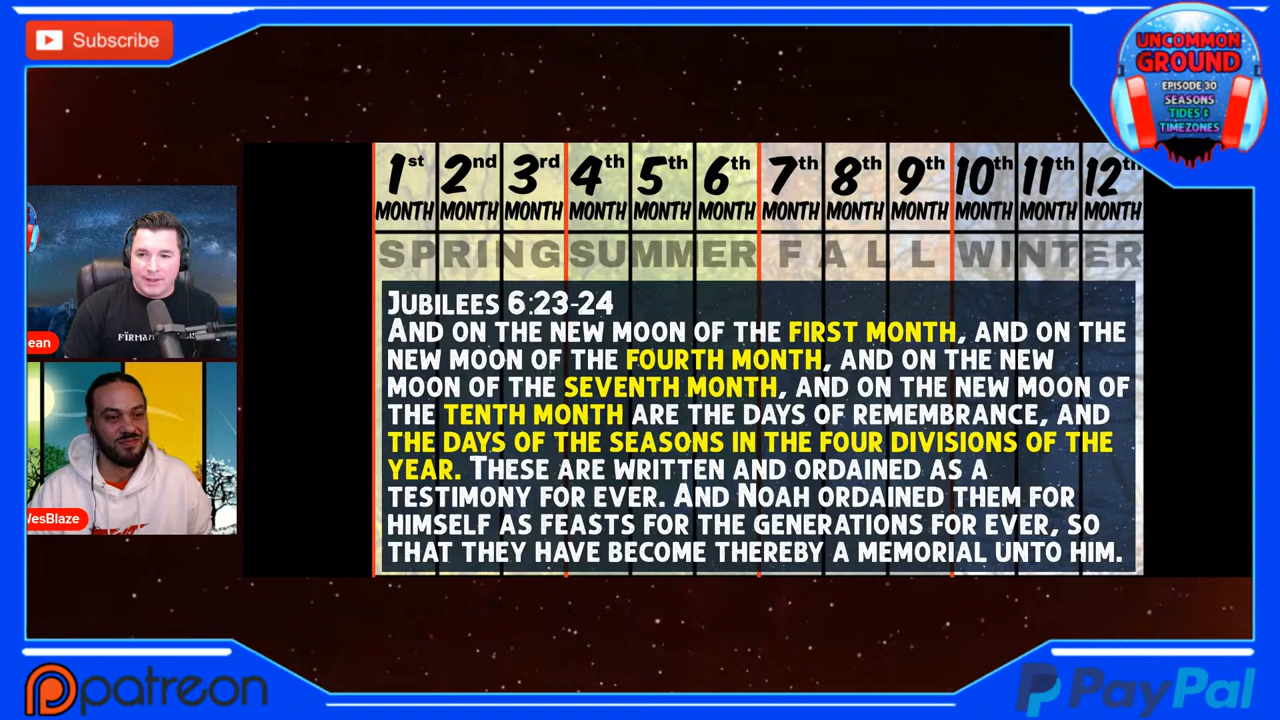 Subscribe
UNCOMMON
GROUND
EPISODE 30
SEASONS
TIDES &
TIMEZONES
1st 2nd 3rd 4th 5th 6th 7th 8th 9th 10th 11th 12th
MONTH MONTH MONTH MONTH MONTH MONTH MONTH MONTH MONTH MONTH MONTH MONTH
SPRING SUMMER FALL WINTER
JUBILEES 6:23-24
AND ON THE NEW MOON OF THE FIRST MONTH, AND ON THE
NEW MOON OF THE FOURTH MONTH, AND ON THE NEW
MOON OF THE SEVENTH MONTH, AND ON THE NEW MOON OF
THE TENTH MONTH ARE THE DAYS OF REMEMBRANCE, AND
THE DAYS OF THE SEASONS IN THE FOUR DIVISIONS OF THE
YEAR. THESE ARE WRITTEN AND ORDAINED AS A
TESTIMONY FOR EVER. AND NOAH ORDAINED THEM FOR
HIMSELF AS FEASTS FOR THE GENERATIONS FOR EVER, SO
THAT THEY HAVE BECOME THEREBY A MEMORIAL UNTO HIM.
ean
WesBlaze
patreon
PayPal